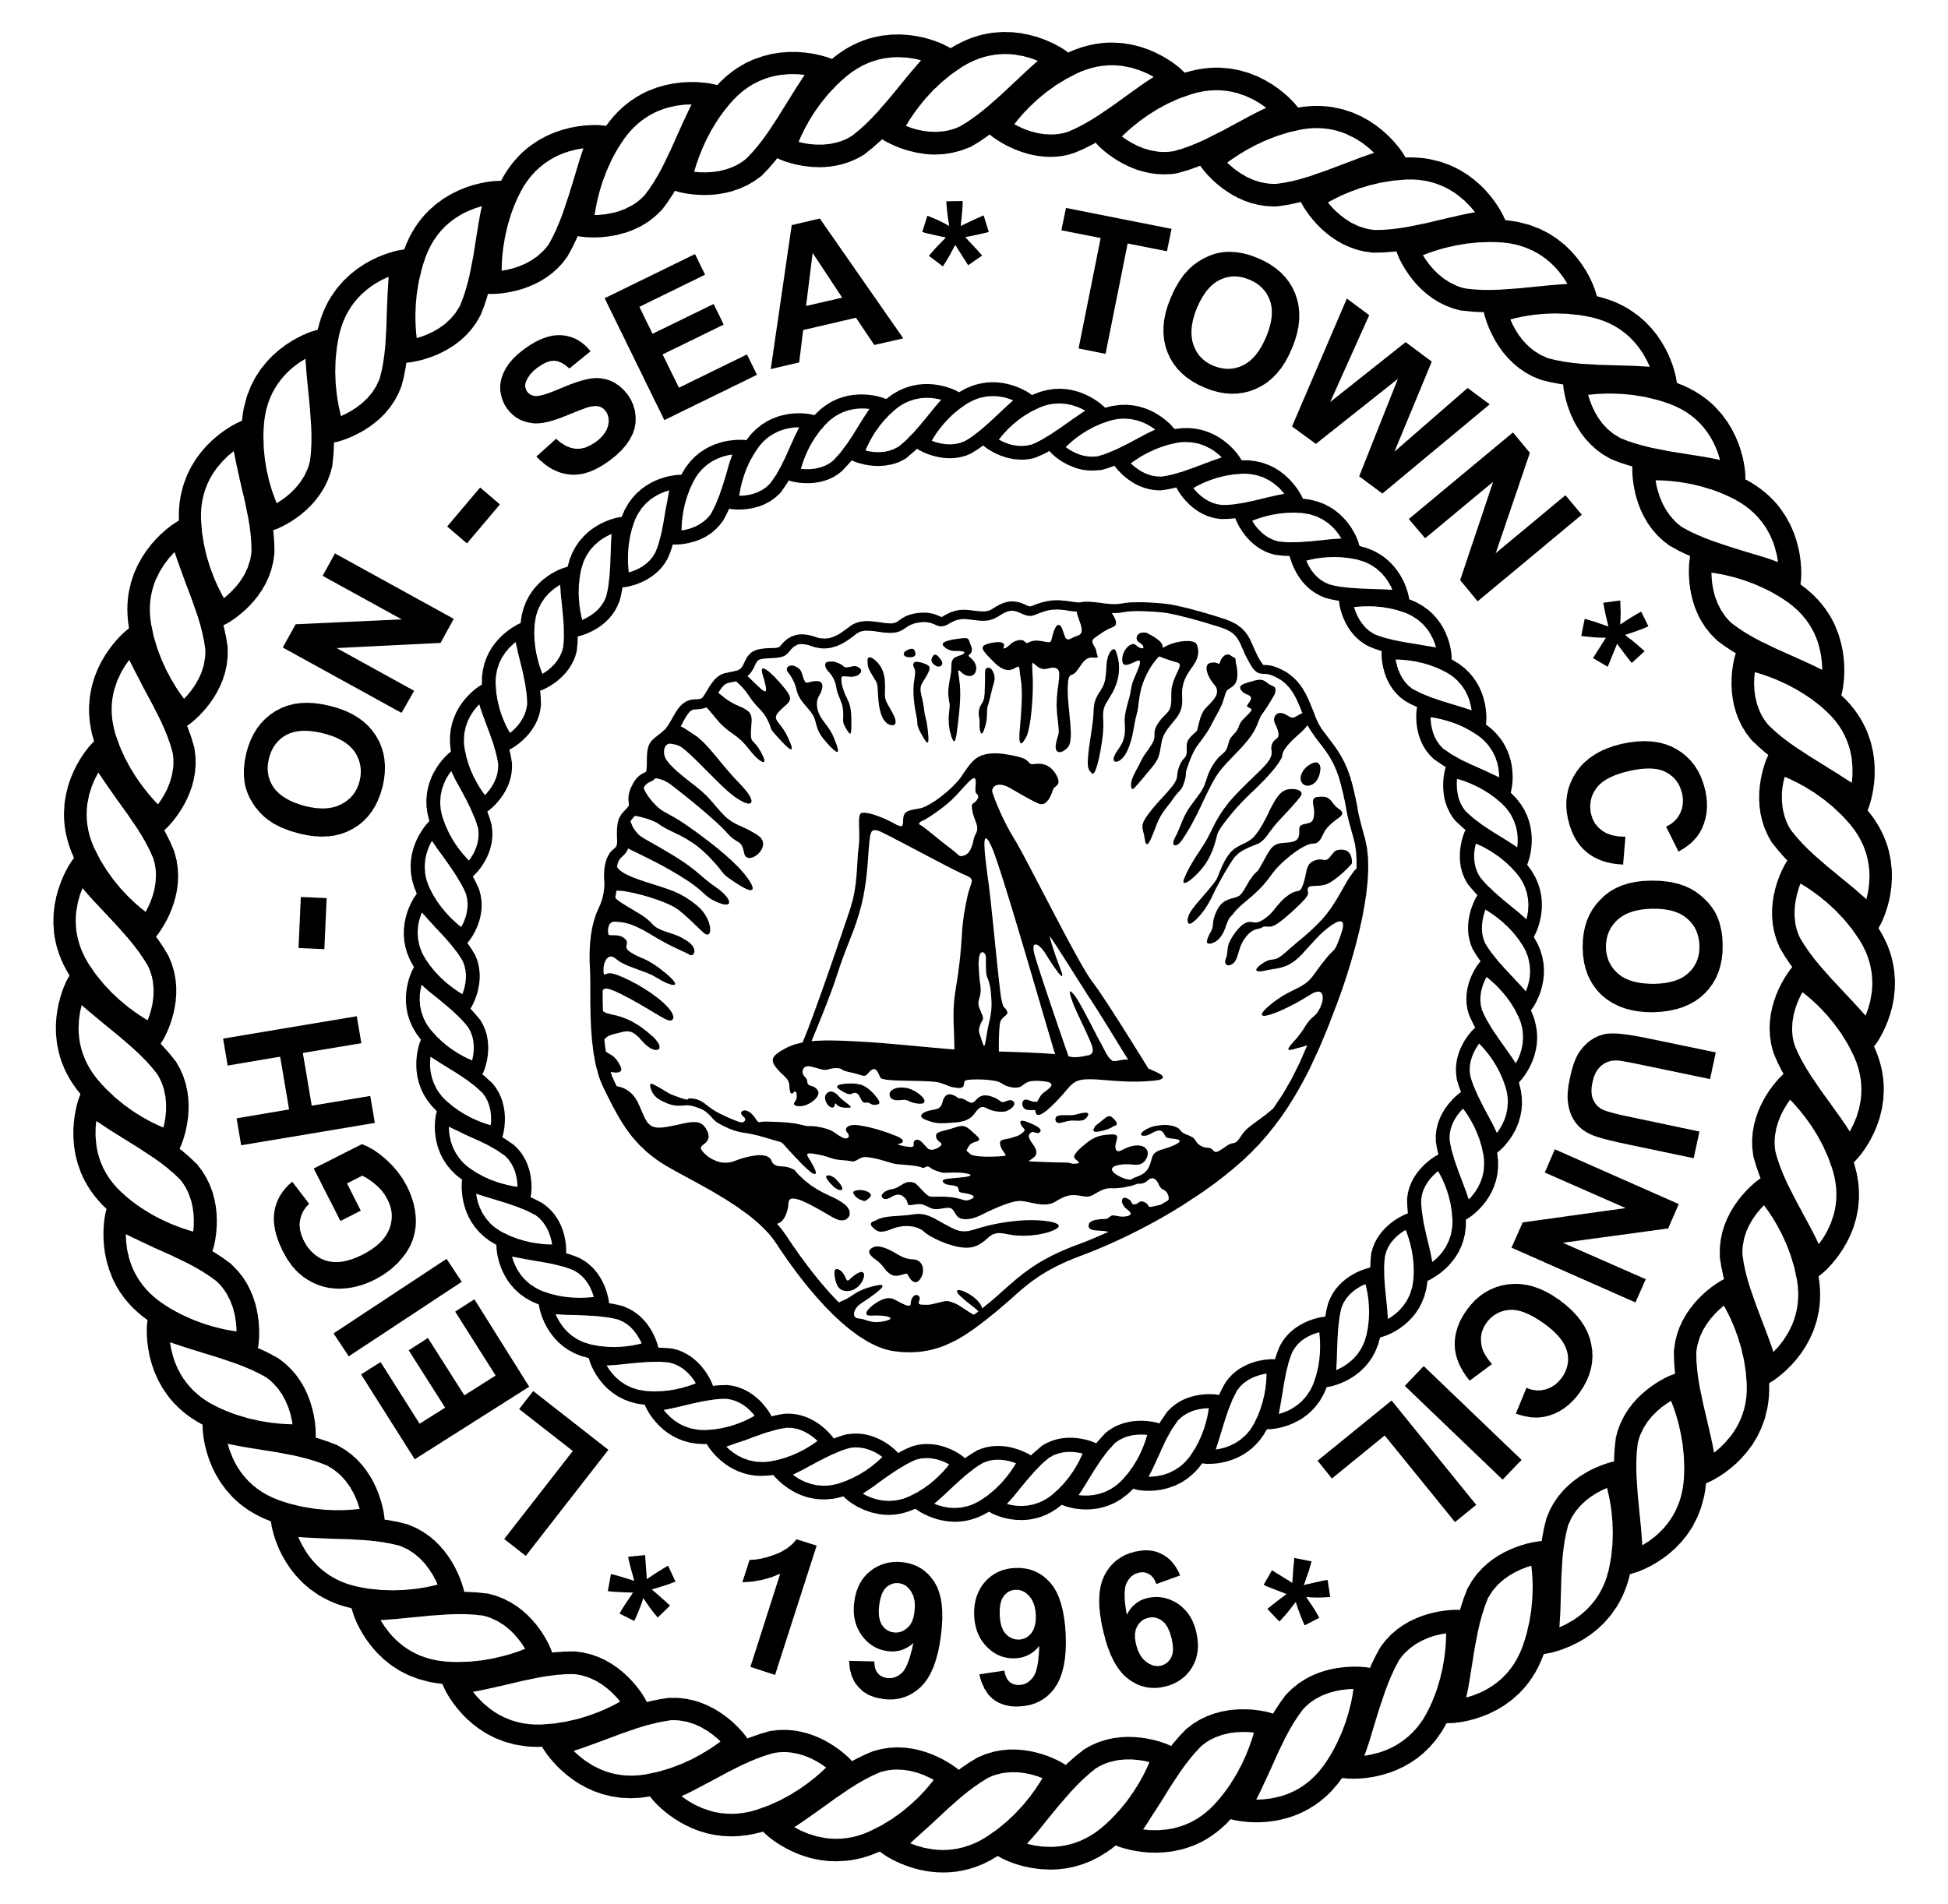 LEIGH-ON-SEA * TOWN * COUNCIL
* 1996 *